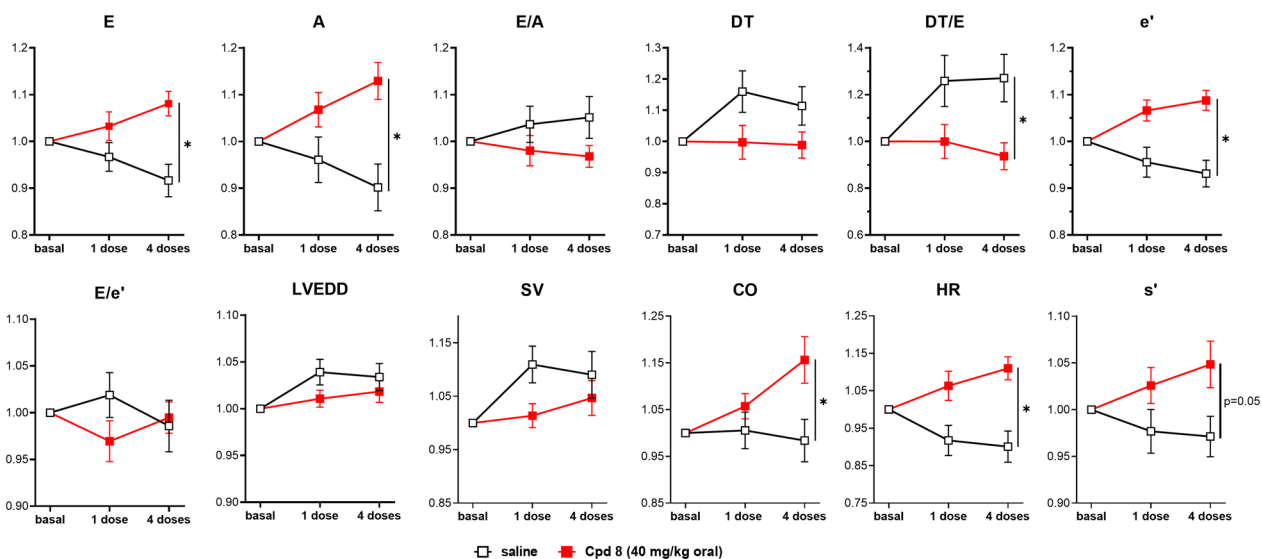 E
1.2
1.1
1.0
0.9
0.8
basal 1 dose 4 doses
*
A
1.2
1.1
1.0
0.9
0.8
basal 1 dose 4 doses
*
E/A
1.2
1.1
1.0
0.9
0.8
basal 1 dose 4 doses
DT
1.3
1.2
1.1
1.0
0.9
0.8
0.7
basal 1 dose 4 doses
DT/E
1.4
1.2
1.0
0.8
0.6
basal 1 dose 4 doses
*
e'
1.2
1.1
1.0
0.9
0.8
basal 1 dose 4 doses
*
E/e'
1.10
1.05
1.00
0.95
0.90
basal 1 dose 4 doses
LVEDD
1.10
1.05
1.00
0.95
0.90
basal 1 dose 4 doses
SV
1.15
1.05
0.95
0.85
basal 1 dose 4 doses
CO
1.25
1.15
1.05
0.95
0.85
basal 1 dose 4 doses
*
HR
1.25
1.15
1.05
0.95
0.85
0.75
basal 1 dose 4 doses
*
s'
1.10
1.05
1.00
0.95
0.90
basal 1 dose 4 doses
p=0.05
saline Cpd 8 (40 mg/kg oral)